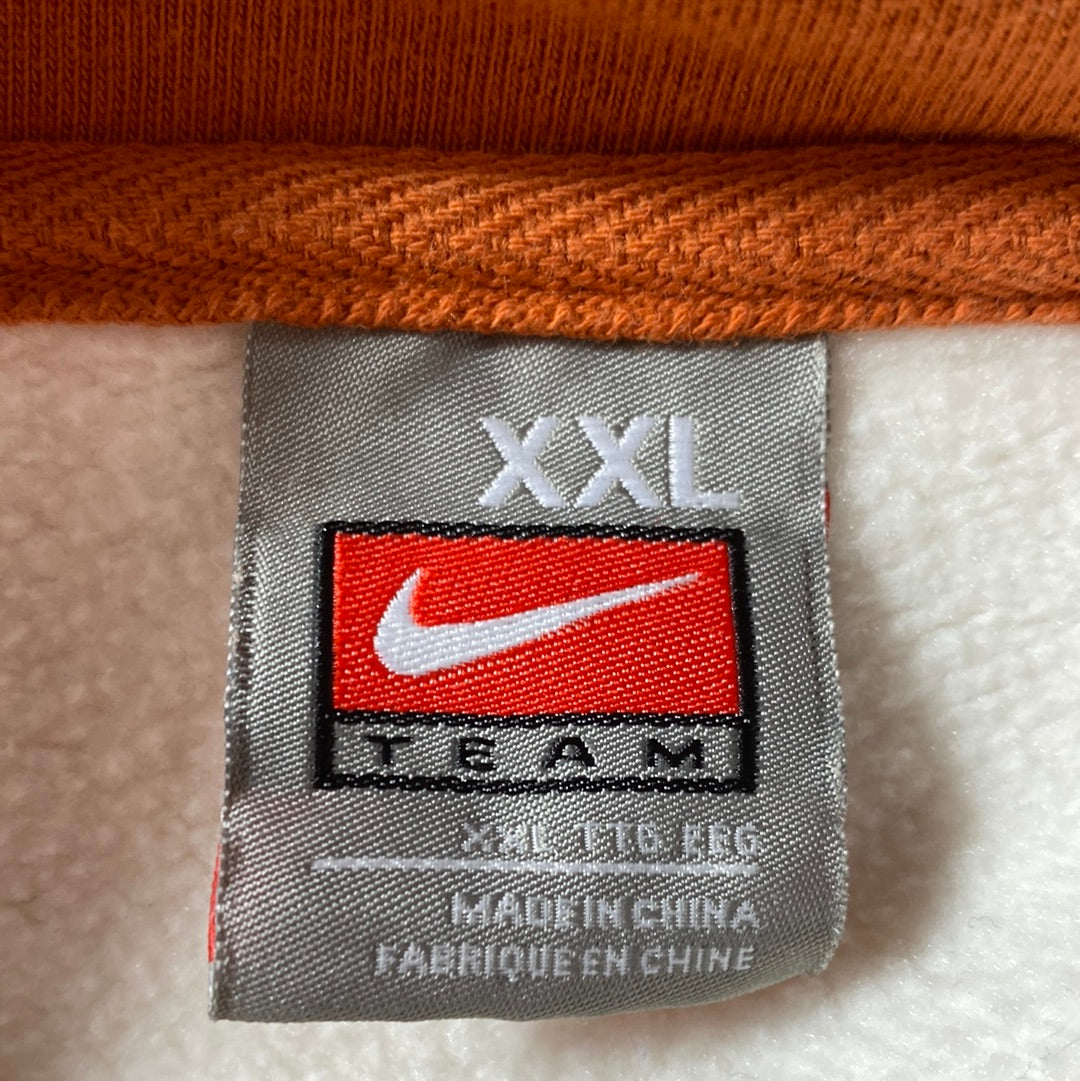 XXL
TEAM
XXL TTG EEG
MADE IN CHINA
FABRIQUE EN CHINE